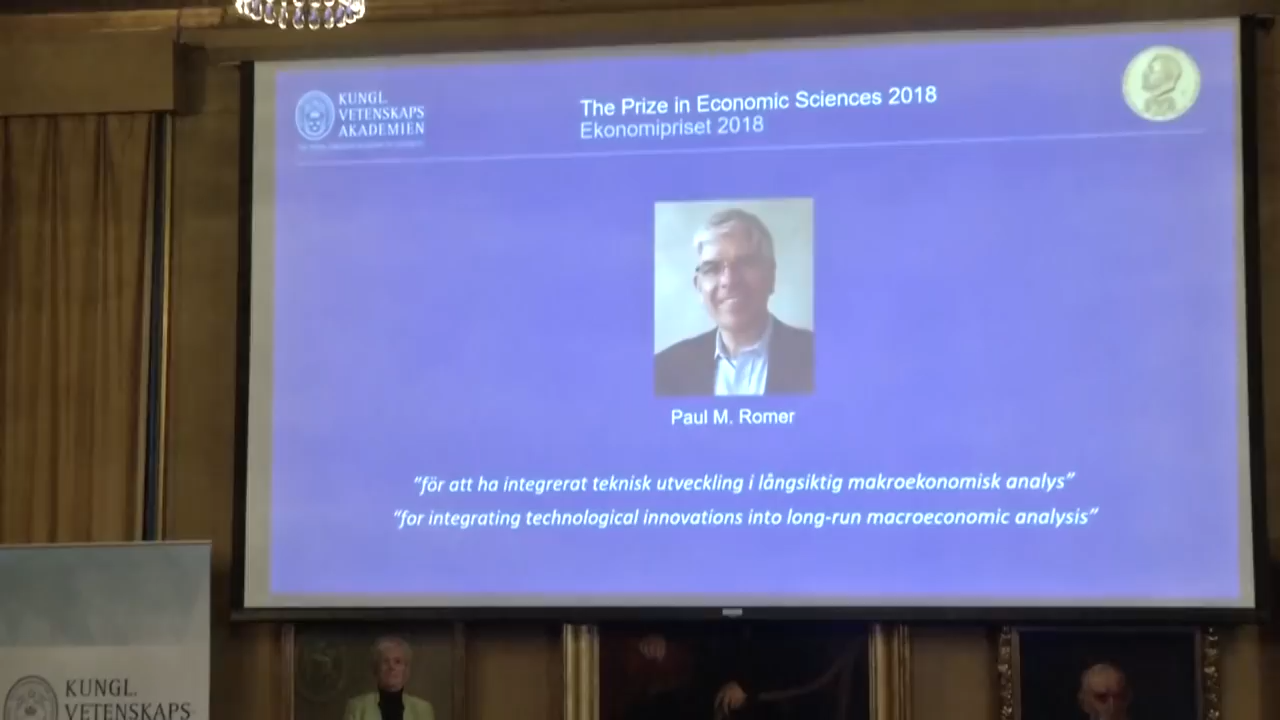 KUNGL.
VETENSKAPS
AKADEMIEN
The Prize in Economic Sciences 2018
Ekonomipriset 2018
Paul M. Romer
“för att ha integrerat teknisk utveckling i långsiktig makroekonomisk analys”
“for integrating technological innovations into long-run macroeconomic analysis”
KUNGL.
VETENSKAPS